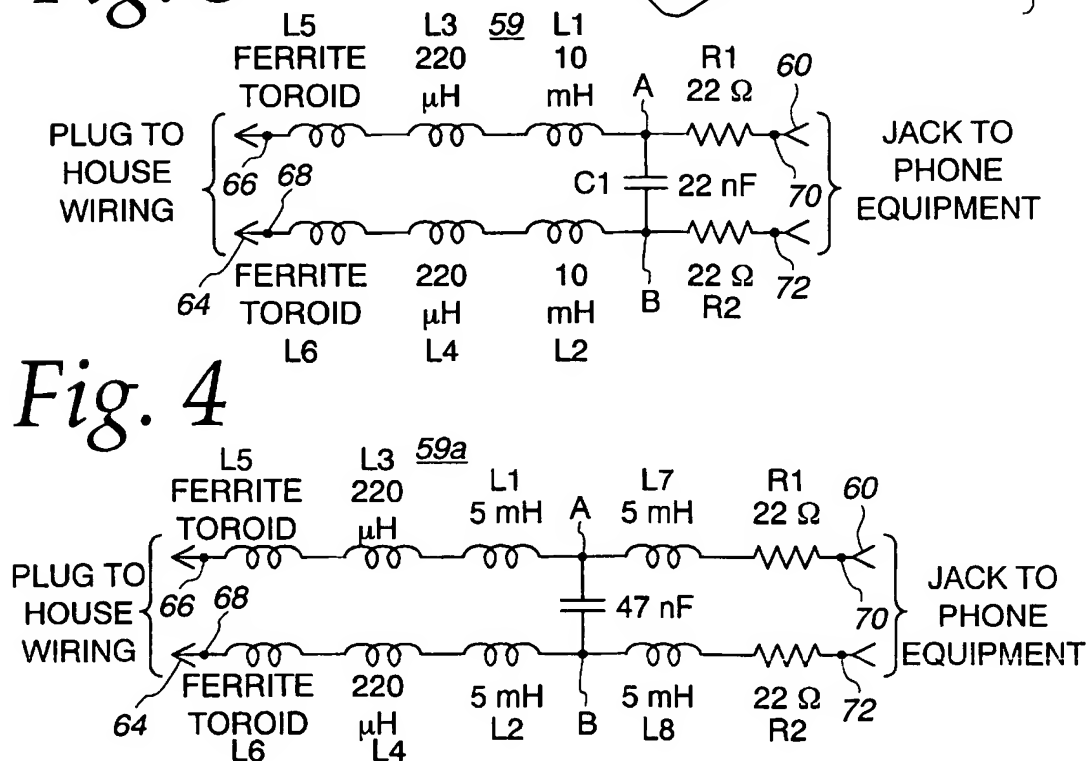 L5 L3 59 L1
FERRITE 220 10 R1
TOROID μH mH A 22 Ω 60
PLUG TO
HOUSE
WIRING
66 68
C1 22 nF
70
JACK TO
PHONE
EQUIPMENT
64
FERRITE 220 10 B 22 Ω 72
TOROID μH mH R2
L6 L4 L2
Fig. 4
L5 L3 59a L1 L7 R1 60
FERRITE 220 5 mH A 5 mH 22 Ω
TOROID μH
PLUG TO
HOUSE
WIRING
66 68
47 nF
70
JACK TO
PHONE
EQUIPMENT
64
FERRITE 220 5 mH B 5 mH 22 Ω 72
TOROID μH L2 L8 R2
L6 L4